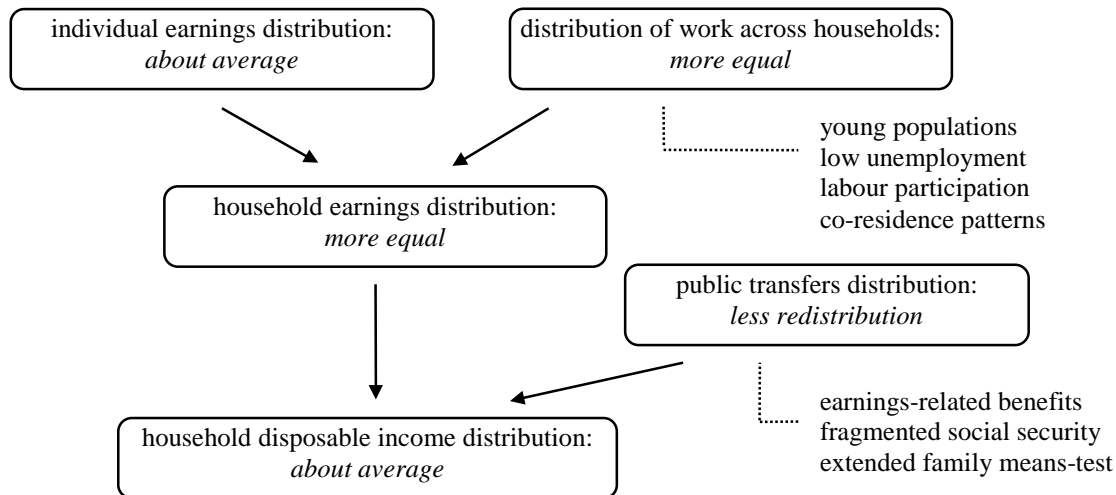 individual earnings distribution:
about average
distribution of work across households:
more equal
young populations
low unemployment
labour participation
co-residence patterns
household earnings distribution:
more equal
public transfers distribution:
less redistribution
earnings-related benefits
fragmented social security
extended family means-test
household disposable income distribution:
about average